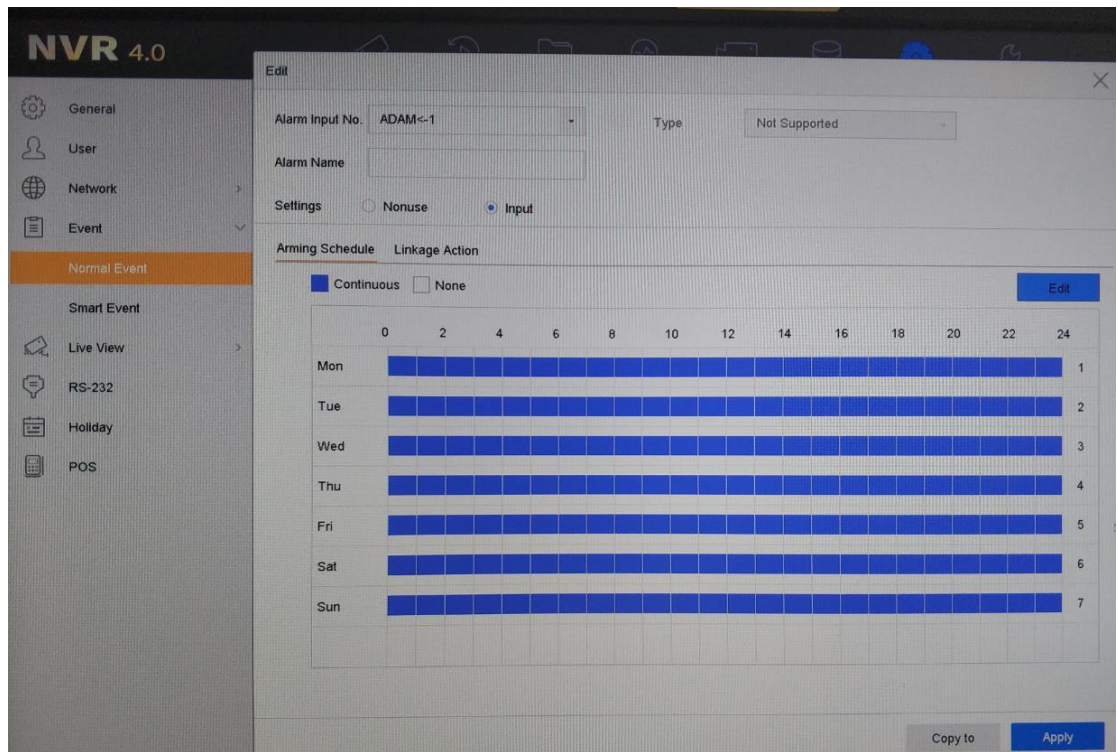 NVR 4.0
Edit
General
User
Network
Event
Normal Event
Smart Event
Live View
RS-232
Holiday
POS
Alarm Input No. ADAM<-1 Type Not Supported
Alarm Name
Settings Nonuse Input
Arming Schedule Linkage Action
Continuous None Edit
0 2 4 6 8 10 12 14 16 18 20 22 24
Mon 1
Tue 2
Wed 3
Thu 4
Fri 5
Sat 6
Sun 7
Copy to Apply